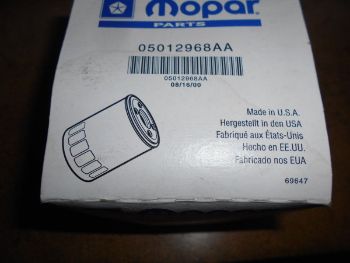 Mopar
PARTS
05012968AA
05012968AA
08/16/09
Made in U.S.A.
Hergestellt in den USA
Fabriqué aux États-Unis
Hecho en EE.UU.
Fabricado nos EUA
69647